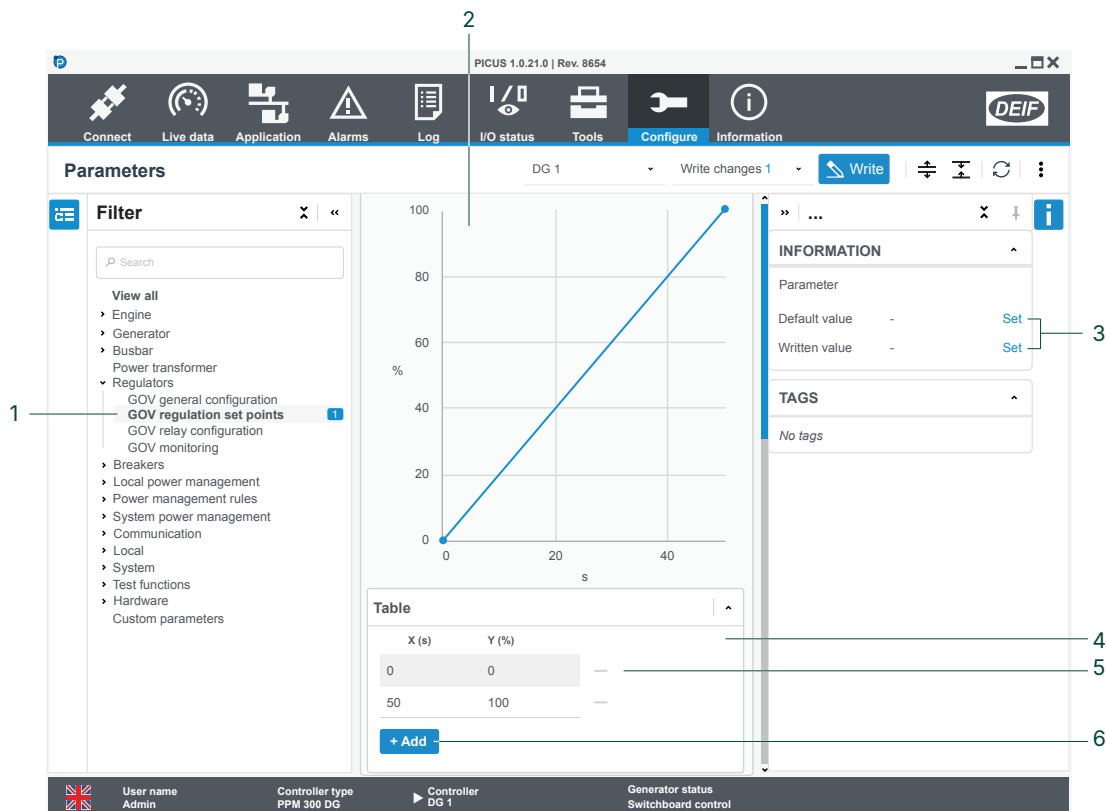 2
PICUS 1.0.21.0 | Rev. 8654
Connect Live data Application Alarms Log I/O status Tools Configure Information
DEIF
Parameters DG 1 Write changes 1 Write
Filter
Search
View all
Engine
Generator
Busbar
Power transformer
Regulators
GOV general configuration
1 GOV regulation set points 1
GOV relay configuration
GOV monitoring
Breakers
Local power management
Power management rules
System power management
Communication
Local
System
Test functions
Hardware
Custom parameters
100
80
60
%
40
20
0
0 20 40
s
Table
X (s) Y (%)
0 0
50 100
+ Add
...
INFORMATION
Parameter
Default value - Set
Written value - Set
3
TAGS
No tags
4
5
6
User name Controller type Controller Generator status
Admin PPM 300 DG DG 1 Switchboard control